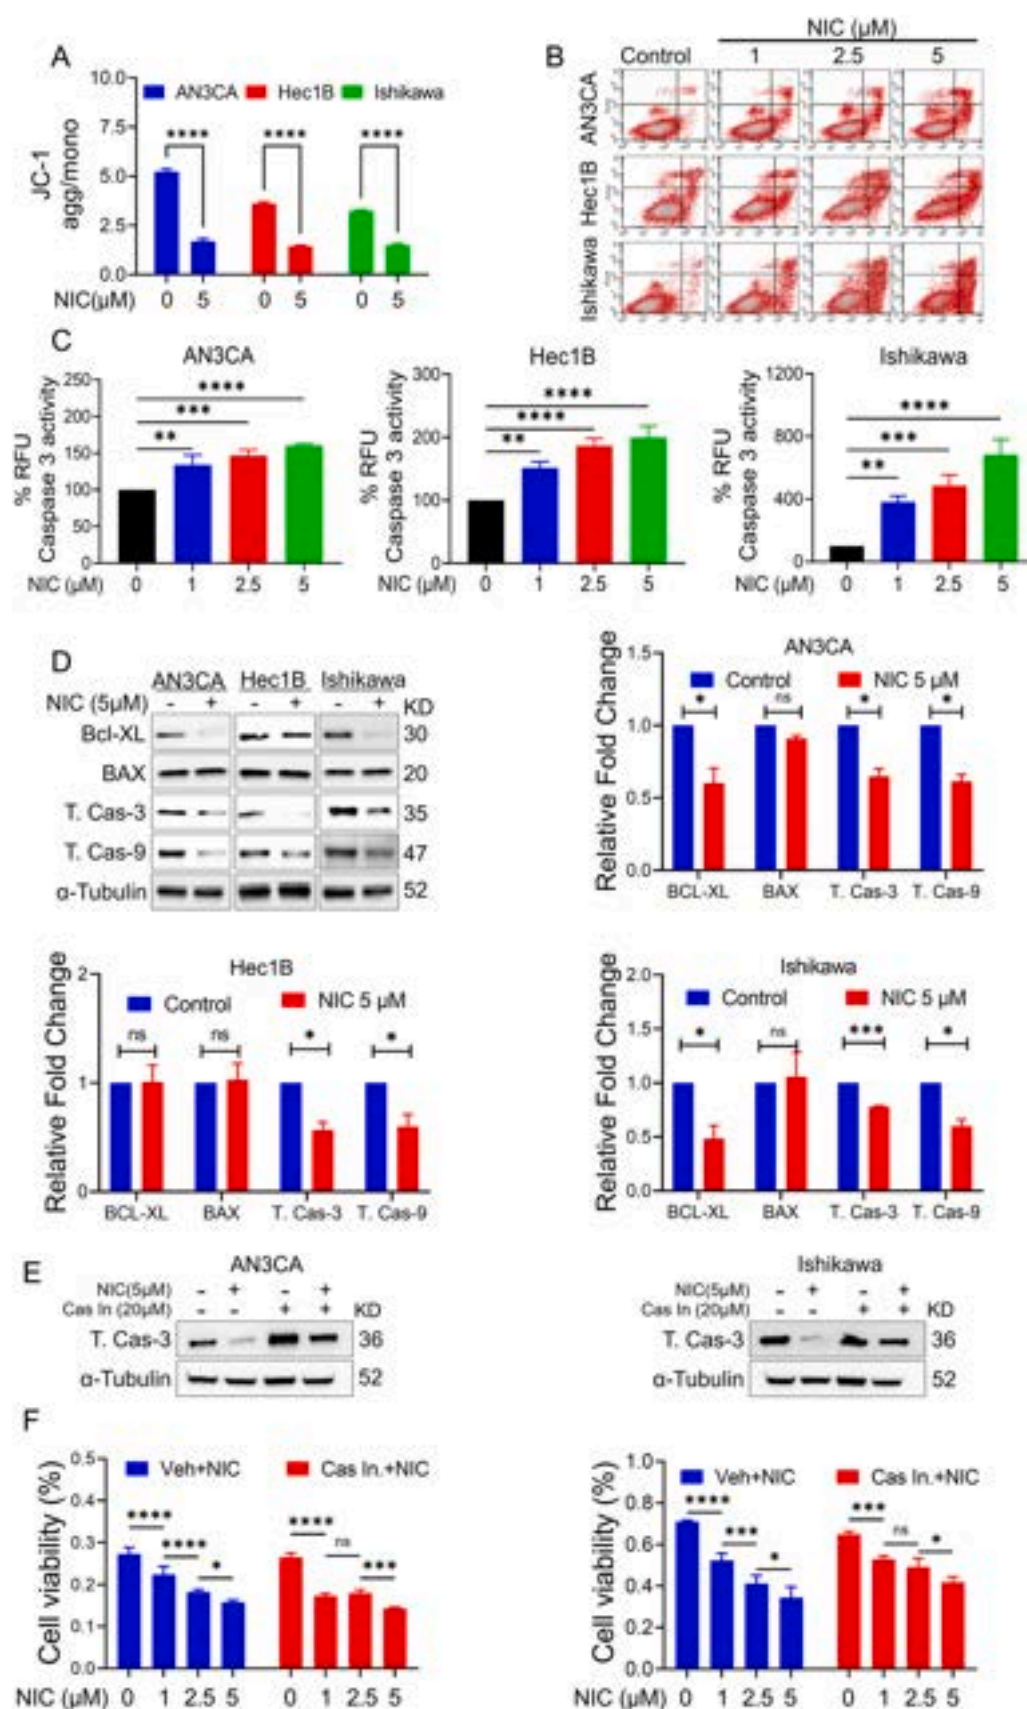 A
10.0
7.5
5.0
2.5
0.0
JC-1
agg/mono
AN3CA Hec1B Ishikawa
**** **** ****
NIC(µM) 0 5 0 5 0 5
B
NIC (µM)
Control 1 2.5 5
AN3CA
Hec1B
Ishikawa
C
AN3CA
% RFU
Caspase 3 activity
250
200
150
100
50
0
****
***
**
NIC (µM) 0 1 2.5 5
Hec1B
% RFU
Caspase 3 activity
300
200
100
0
****
****
**
NIC (µM) 0 1 2.5 5
Ishikawa
% RFU
Caspase 3 activity
1200
800
400
0
****
***
**
NIC (µM) 0 1 2.5 5
D
AN3CA Hec1B Ishikawa
NIC (5µM) - + - + - + KD
Bcl-XL 30
BAX 20
T. Cas-3 35
T. Cas-9 47
α-Tubulin 52
AN3CA
Relative Fold Change
1.5
1.0
0.5
0.0
Control NIC 5 µM
* ns * *
BCL-XL BAX T. Cas-3 T. Cas-9
Hec1B
Relative Fold Change
2
1
0
Control NIC 5 µM
ns ns * *
BCL-XL BAX T. Cas-3 T. Cas-9
Ishikawa
Relative Fold Change
2.0
1.5
1.0
0.5
0.0
Control NIC 5 µM
* ns *** *
BCL-XL BAX T. Cas-3 T. Cas-9
E
AN3CA
NIC(5µM) - + - +
Cas In (20µM) - - + + KD
T. Cas-3 36
α-Tubulin 52
Ishikawa
NIC(5µM) - + - +
Cas In (20µM) - - + + KD
T. Cas-3 36
α-Tubulin 52
F
Cell viability (%)
0.5
0.4
0.3
0.2
0.1
0.0
Veh+NIC Cas In.+NIC
**** **** * **** ns ***
NIC (µM) 0 1 2.5 5 0 1 2.5 5
Cell viability (%)
1.0
0.8
0.6
0.4
0.2
0.0
Veh+NIC Cas In.+NIC
**** *** * *** ns *
NIC (µM) 0 1 2.5 5 0 1 2.5 5